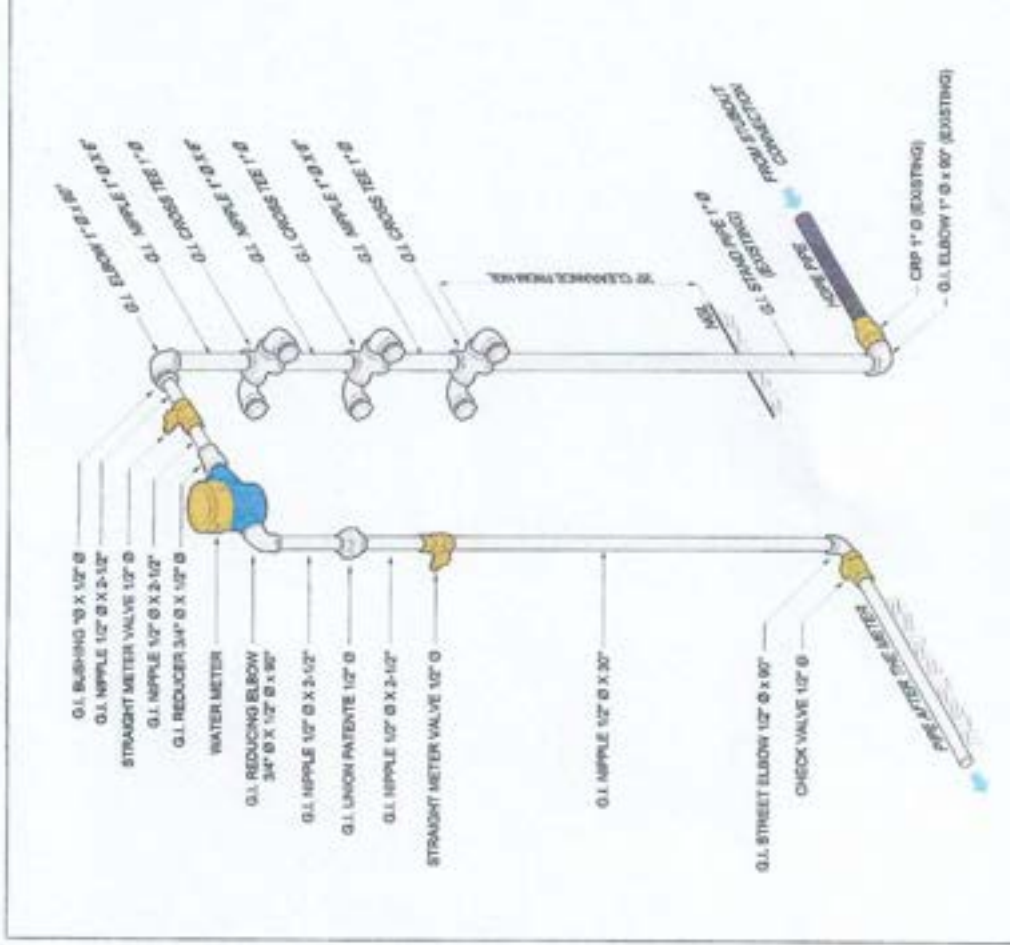 G.I. BUSHING 1"Ø X 1/2" Ø
G.I. NIPPLE 1/2" Ø X 2-1/2"
STRAIGHT METER VALVE 1/2" Ø
G.I. NIPPLE 1/2" Ø X 2-1/2"
G.I. REDUCER 3/4" Ø X 1/2" Ø
WATER METER
G.I. REDUCING ELBOW
3/4" Ø X 1/2" Ø x 90°
G.I. NIPPLE 1/2" Ø X 2-1/2"
G.I. UNION PATENTE 1/2" Ø
G.I. NIPPLE 1/2" Ø X 2-1/2"
STRAIGHT METER VALVE 1/2" Ø
G.I. NIPPLE 1/2" Ø X 30"
G.I. STREET ELBOW 1/2" Ø x 90°
CHECK VALVE 1/2" Ø
PIPE AFTER THE METER
G.I. ELBOW 1" Ø x 90°
G.I. NIPPLE 1" Ø X 6"
G.I. CROSS TEE 1" Ø
G.I. NIPPLE 1" Ø X 6"
G.I. CROSS TEE 1" Ø
G.I. NIPPLE 1" Ø X 6"
G.I. CROSS TEE 1" Ø
CLEARANCE FROM NGL
NGL
G.I. STAND PIPE 1" Ø
(EXISTING)
HDPE PIPE
FROM STUBOUT
CONNECTION
CIRP 1" Ø (EXISTING)
G.I. ELBOW 1" Ø x 90° (EXISTING)